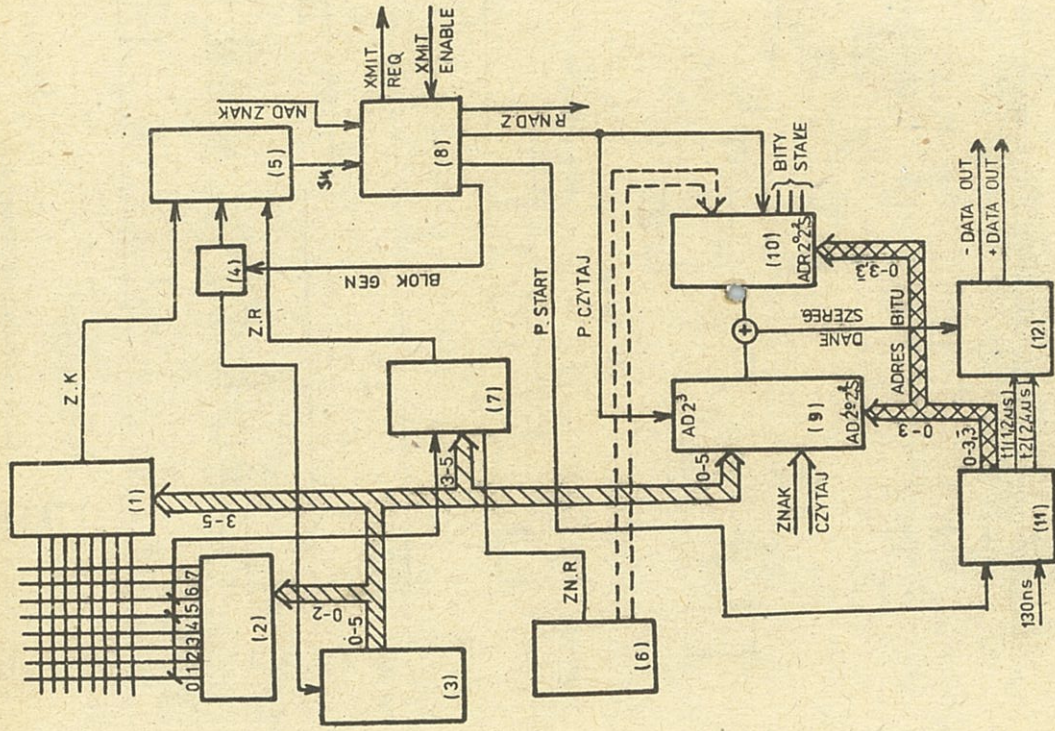 XMIT REQ
XMIT ENABLE
NAD.ZNAK
(5)
SK
(8)
R.NAD.Z
BITY STAŁE
- DATA OUT
+ DATA OUT
(4)
BLOK GEN.
(10)
ADR 2⁰-2²S
0-3,3̄
Z.K
Z.R
P. START
P.CZYTAJ
DANE SZEREG.
ADRES BITU
(12)
(1)
3-5
(7)
3-5
0-5
AD2³
(9)
AD2⁰-2²S
0-3
0-3,3̄
t1(1,2μs)
t2(2,4μs)
0 1 2 3 4 5 6 7
(2)
0-2
0-5
(3)
ZN.R
(6)
ZNAK
CZYTAJ
(11)
130ns